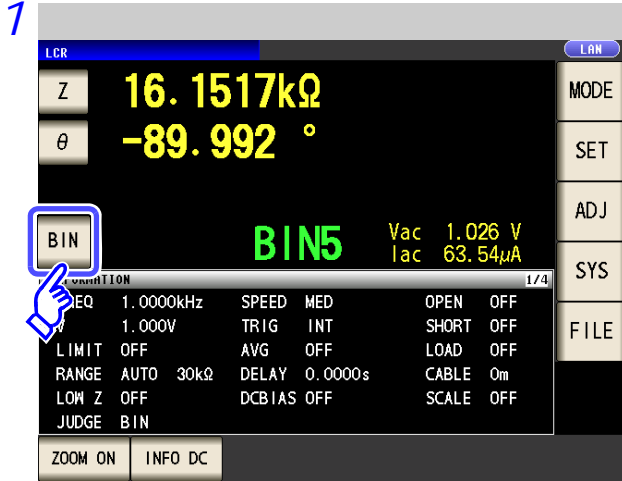 1
LCR LAN
Z 16.1517kΩ MODE
θ -89.992 ° SET
ADJ
BIN BIN5 Vac 1.026 V
Iac 63.54µA
SYS
1/4
1.0000kHz SPEED MED OPEN OFF
V 1.000V TRIG INT SHORT OFF FILE
LIMIT OFF AVG OFF LOAD OFF
RANGE AUTO 30kΩ DELAY 0.0000s CABLE 0m
LOW Z OFF DCBIAS OFF SCALE OFF
JUDGE BIN
ZOOM ON INFO DC